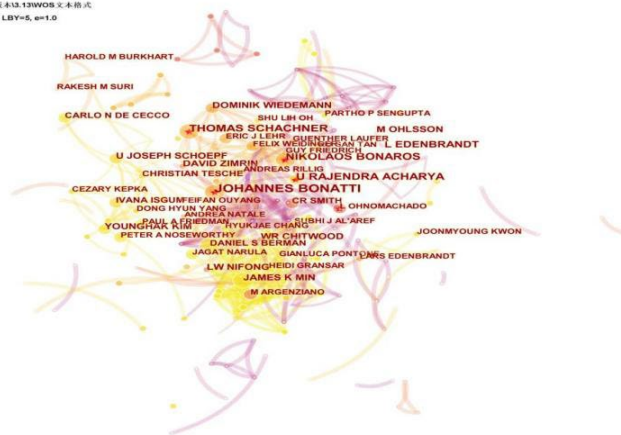 本\3.13\WOS文本格式
LBY=5, e=1.0
HAROLD M BURKHART
RAKESH M SURI
DOMINIK WIEDEMANN
CARLO N DE CECCO
PARTHO P SENGUPTA
SHU LIH OH
THOMAS SCHACHNER
M OHLSSON
ERIC J LEHR
GUENTHER LAUFER
FELIX WEIDINGER
SAN TAN
L EDENBRANDT
GUY FRIEDRICH
U JOSEPH SCHOEPF
NIKOLAOS BONAROS
DAVID ZIMRIN
ANDREAS RILLIG
CHRISTIAN TESCHE
U RAJENDRA ACHARYA
CEZARY KEPKA
JOHANNES BONATTI
IVANA ISGUM
FEIFAN OUYANG
CR SMITH
L OHNOMACHADO
DONG HYUN YANG
ANDREA NATALE
PAUL A FRIEDMAN
HYUKJAE CHANG
SUBHI J AL'AREF
YOUNGHAK KIM
JOONMYOUNG KWON
PETER A NOSEWORTHY
WR CHITWOOD
DANIEL S BERMAN
JAGAT NARULA
GIANLUCA PONTONE
LARS EDENBRANDT
LW NIFONG
HEIDI GRANSAR
JAMES K MIN
M ARGENZIANO